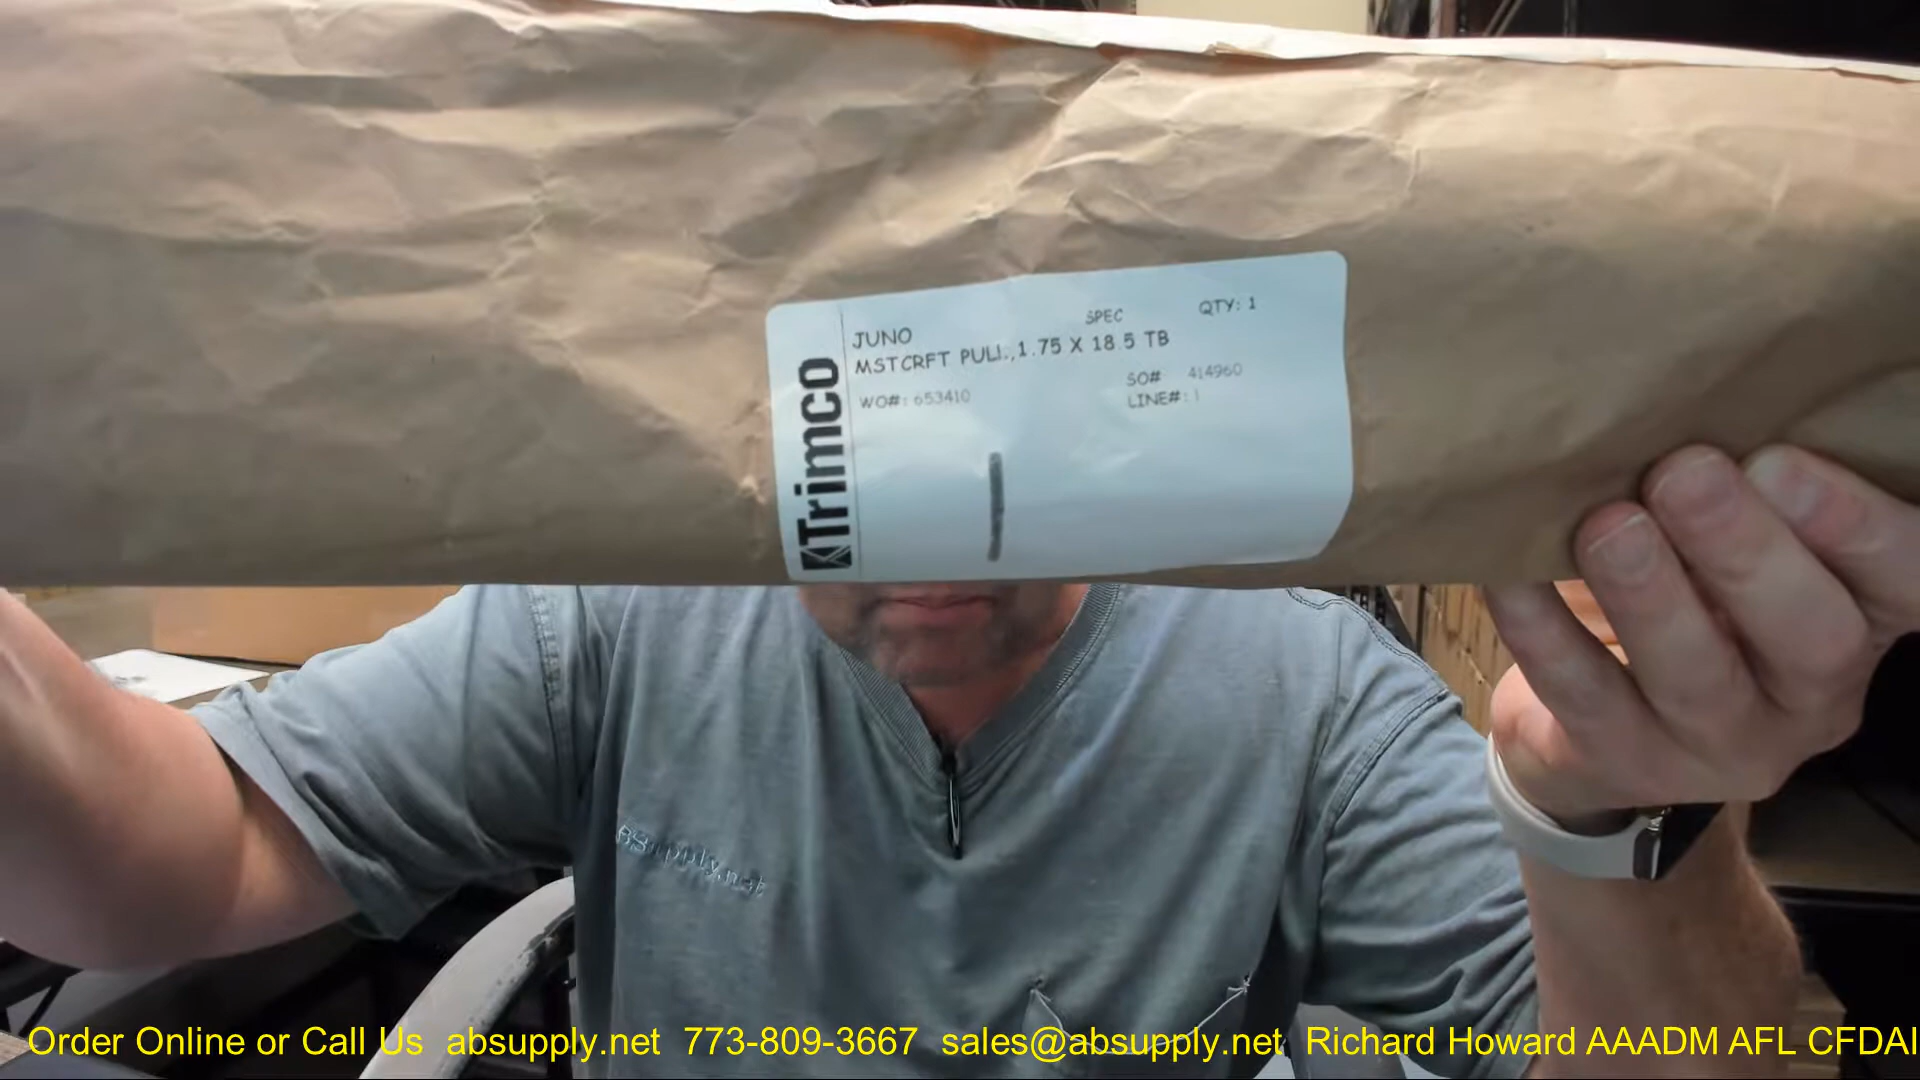 Trimco
JUNO SPEC QTY: 1
MSTCRFT PULL,1.75 X 18.5 TB
WO#: 653410 SO# 414960
LINE#: 1
absupply.net
Order Online or Call Us absupply.net 773-809-3667 sales@absupply.net Richard Howard AAADM AFL CFDAI